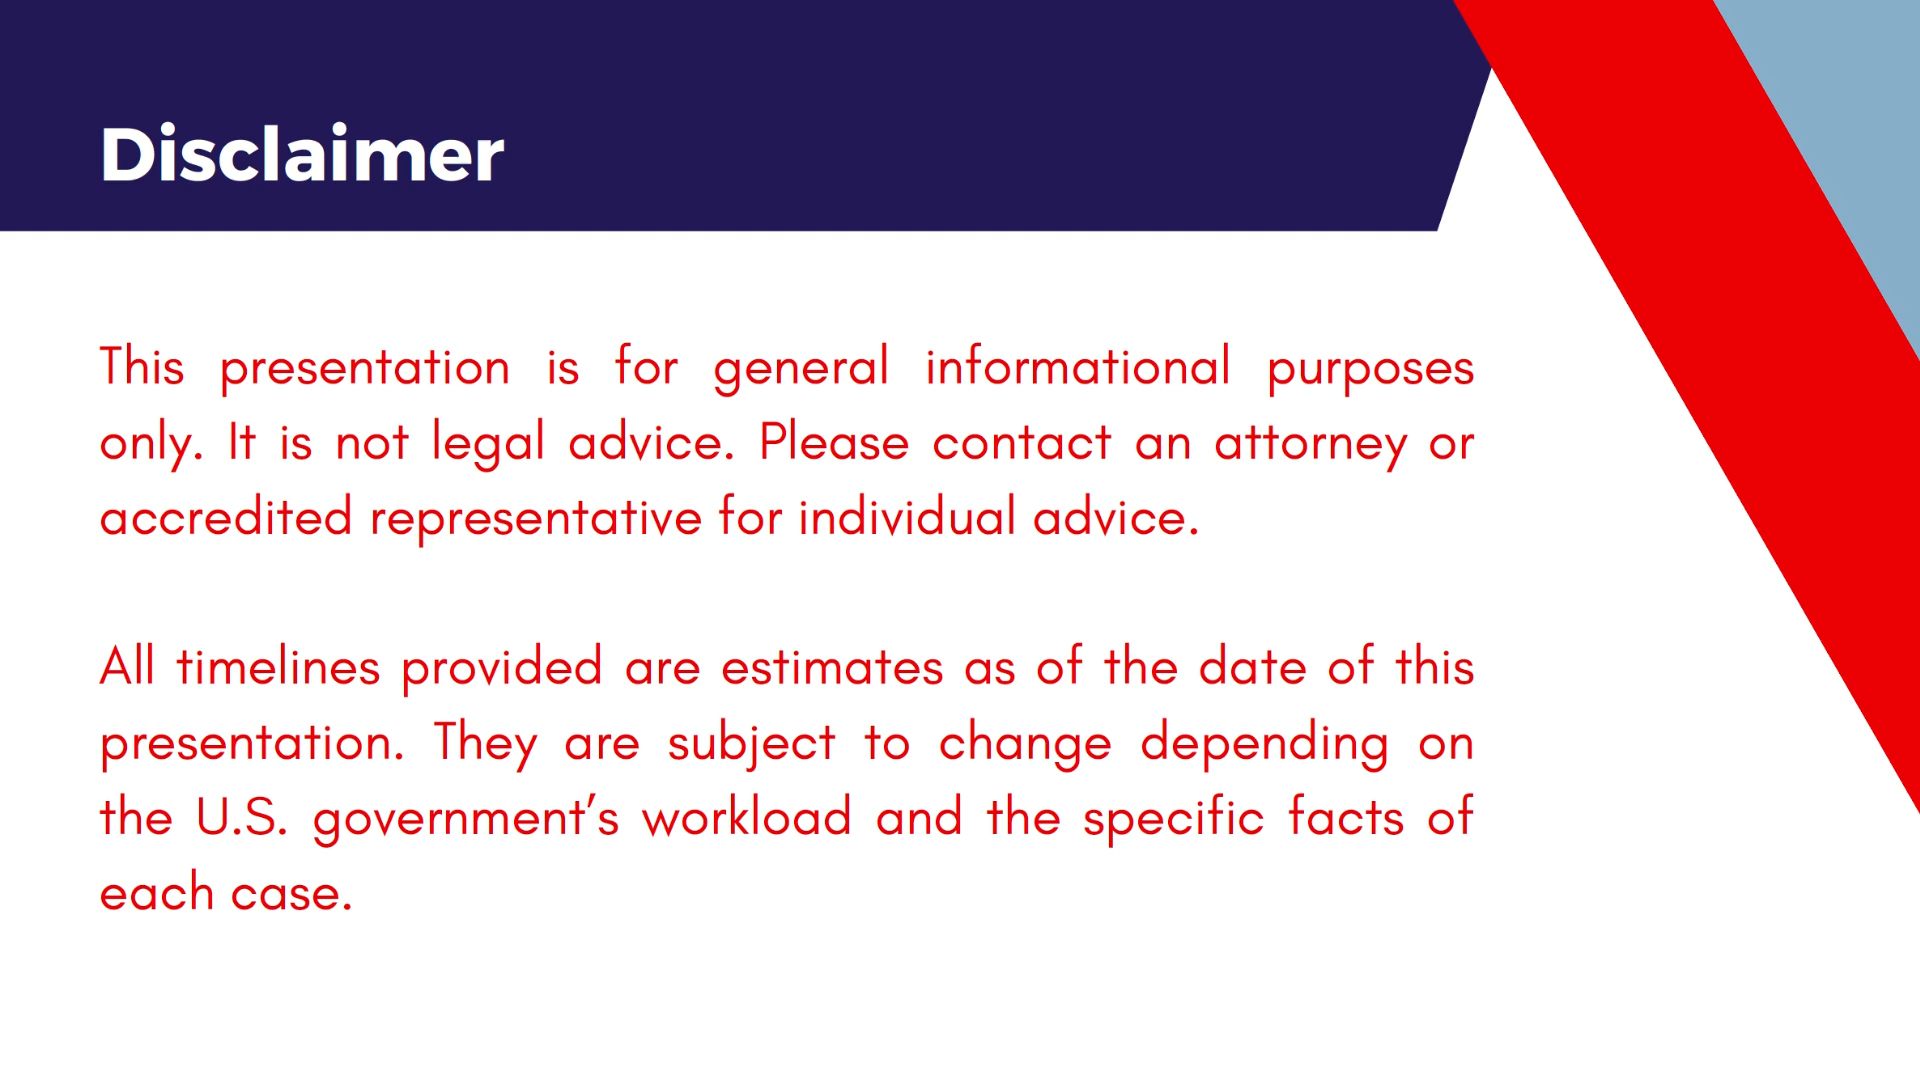 Disclaimer
This presentation is for general informational purposes
only. It is not legal advice. Please contact an attorney or
accredited representative for individual advice.
All timelines provided are estimates as of the date of this
presentation. They are subject to change depending on
the U.S. government’s workload and the specific facts of
each case.